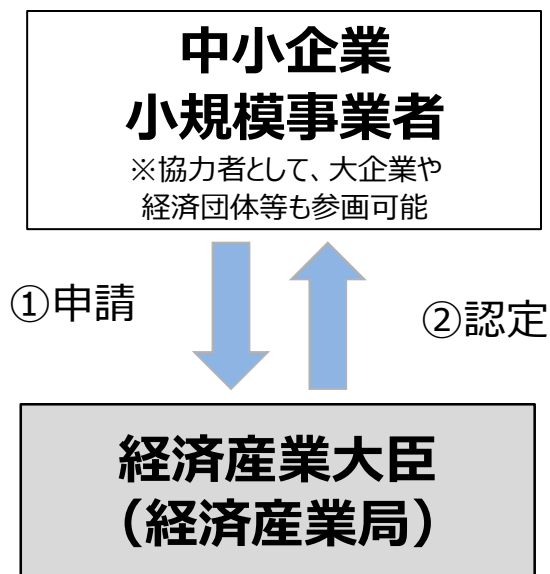 中小企業
小規模事業者
※協力者として、大企業や
経済団体等も参画可能
①申請
②認定
経済産業大臣
（経済産業局）